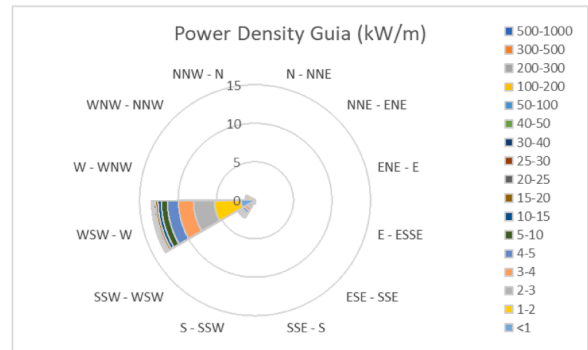 Power Density Guia (kW/m)
NNW - N
N - NNE
WNW - NNW
NNE - ENE
W - WNW
ENE - E
WSW - W
E - ESSE
SSW - WSW
ESE - SSE
S - SSW
SSE - S
15
10
5
0
500-1000
300-500
200-300
100-200
50-100
40-50
30-40
25-30
20-25
15-20
10-15
5-10
4-5
3-4
2-3
1-2
<1